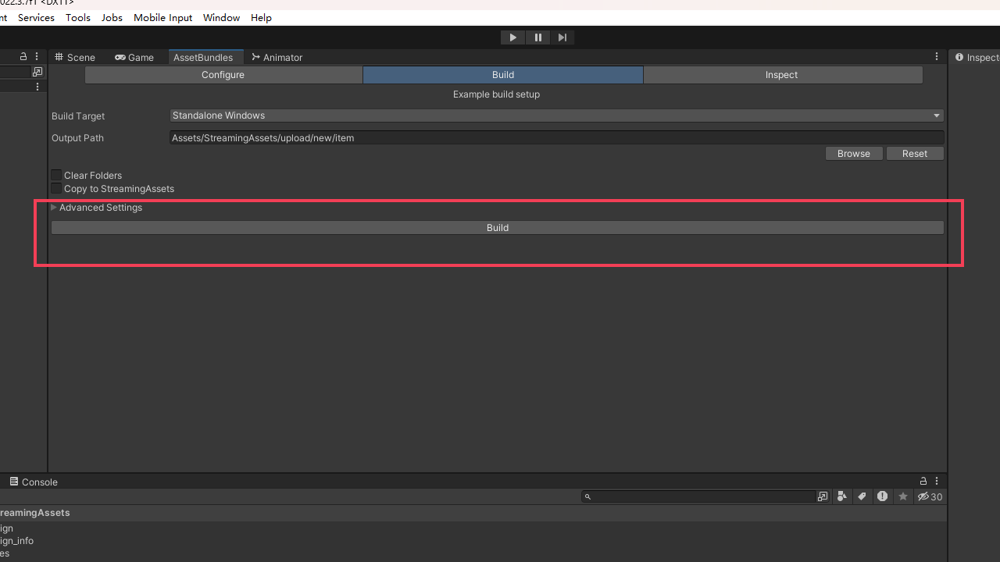 022.3.7f1 <DX11>
nt Services Tools Jobs Mobile Input Window Help
Scene Game AssetBundles Animator Inspect
Configure Build Inspect
Example build setup
Build Target Standalone Windows
Output Path Assets/StreamingAssets/upload/new/item
Browse Reset
Clear Folders
Copy to StreamingAssets
Advanced Settings
Build
Console
30
reamingAssets
ign
ign_info
es